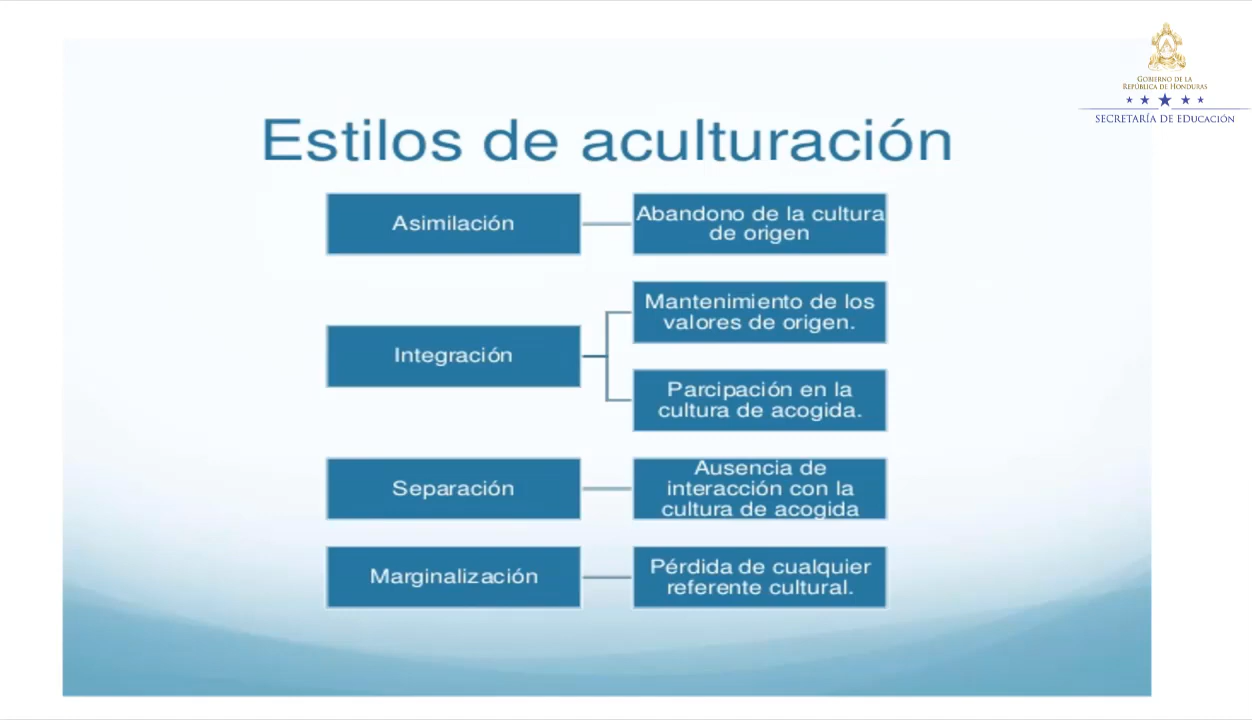 GOBIERNO DE LA
REPÚBLICA DE HONDURAS
SECRETARÍA DE EDUCACIÓN
Estilos de aculturación
Asimilación
Abandono de la cultura
de origen
Integración
Mantenimiento de los
valores de origen.
Parcipación en la
cultura de acogida.
Separación
Ausencia de
interacción con la
cultura de acogida
Marginalización
Pérdida de cualquier
referente cultural.